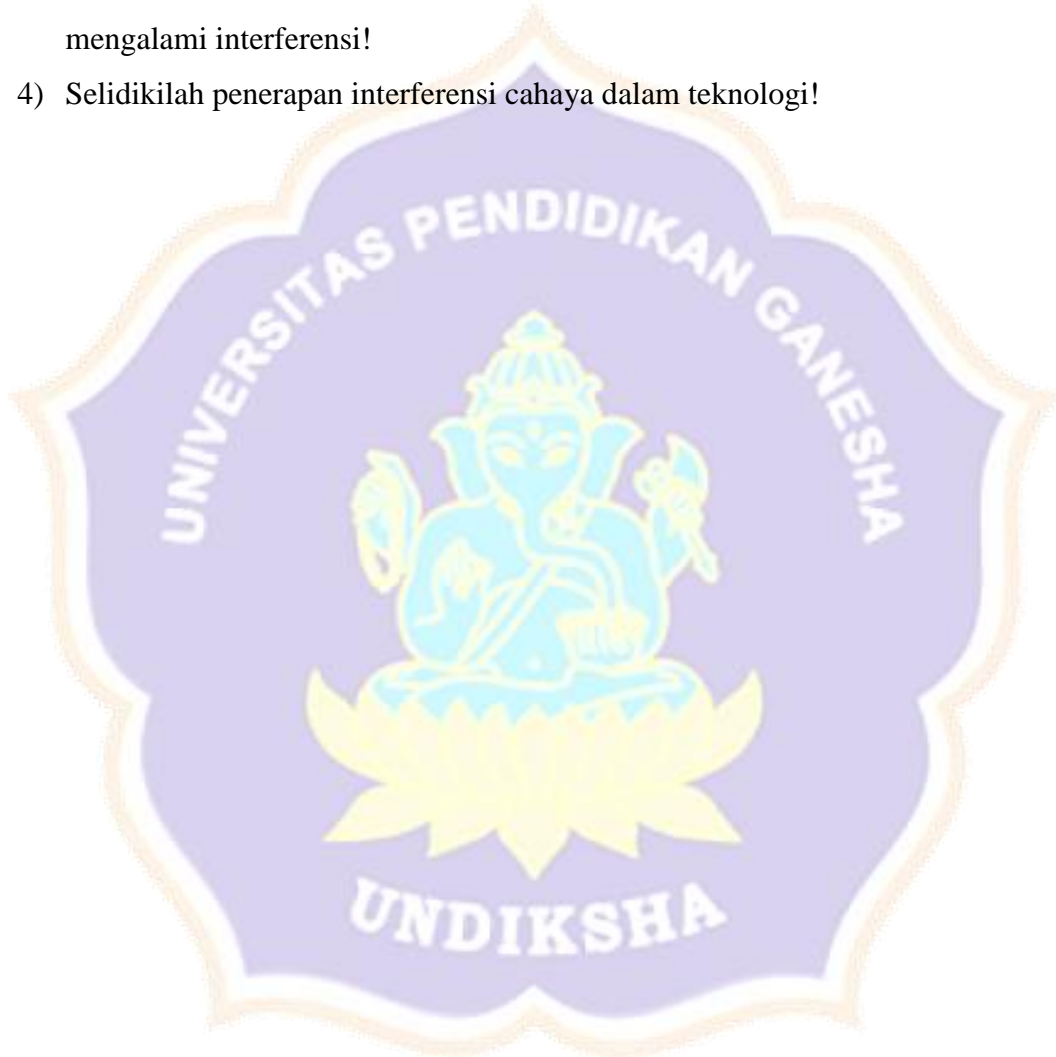 mengalami interferensi!
4) Selidikilah penerapan interferensi cahaya dalam teknologi!
UNIVERSITAS PENDIDIKAN GANESHA
UNDIKSHA